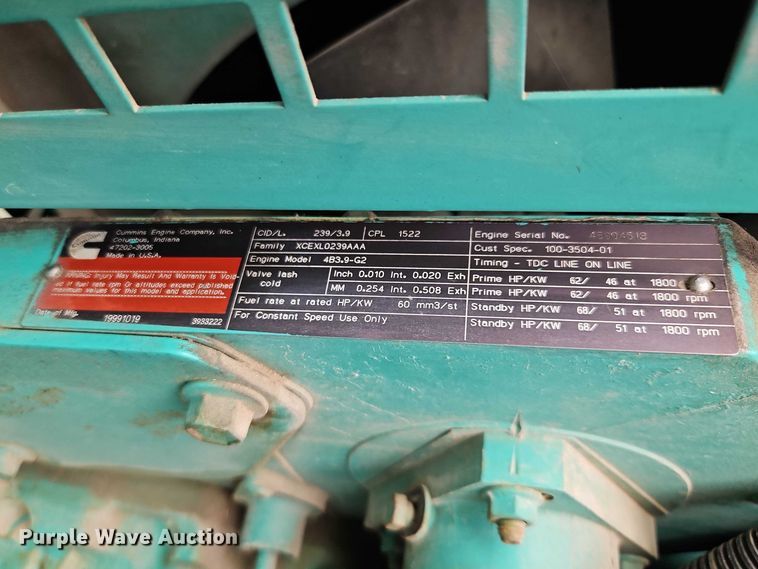 Cummins Engine Company, Inc.
Columbus, Indiana
47202-3005
Made in U.S.A.
WARNING: Injury May Result And Warranty Is Void-
ed If fuel rate rpm Or altitudes exceed published
maximum values for this model and application.
Date of Mfg. 19991019 3933222
CID/L. 239/3.9 CPL 1522
Family XCEXL0239AAA
Engine Model 4B3.9-G2
Valve lash cold Inch 0.010 Int. 0.020 Exh
MM 0.254 Int. 0.508 Exh
Fuel rate at rated HP/KW 60 mm3/st
For Constant Speed Use Only
Engine Serial No.
Cust Spec. 100-3504-01
Timing - TDC LINE ON LINE
Prime HP/KW 62/ 46 at 1800
Prime HP/KW 62/ 46 at 1800 rpm
Standby HP/KW 68/ 51 at 1800 rpm
Standby HP/KW 68/ 51 at 1800 rpm
Purple Wave Auction